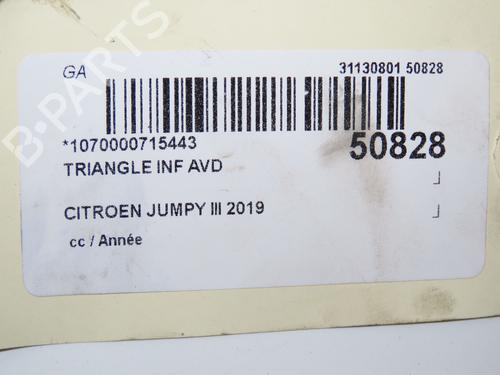 GA 31130801 50828
*1070000715443 50828
TRIANGLE INF AVD
CITROEN JUMPY III 2019
cc / Année
B-PARTS